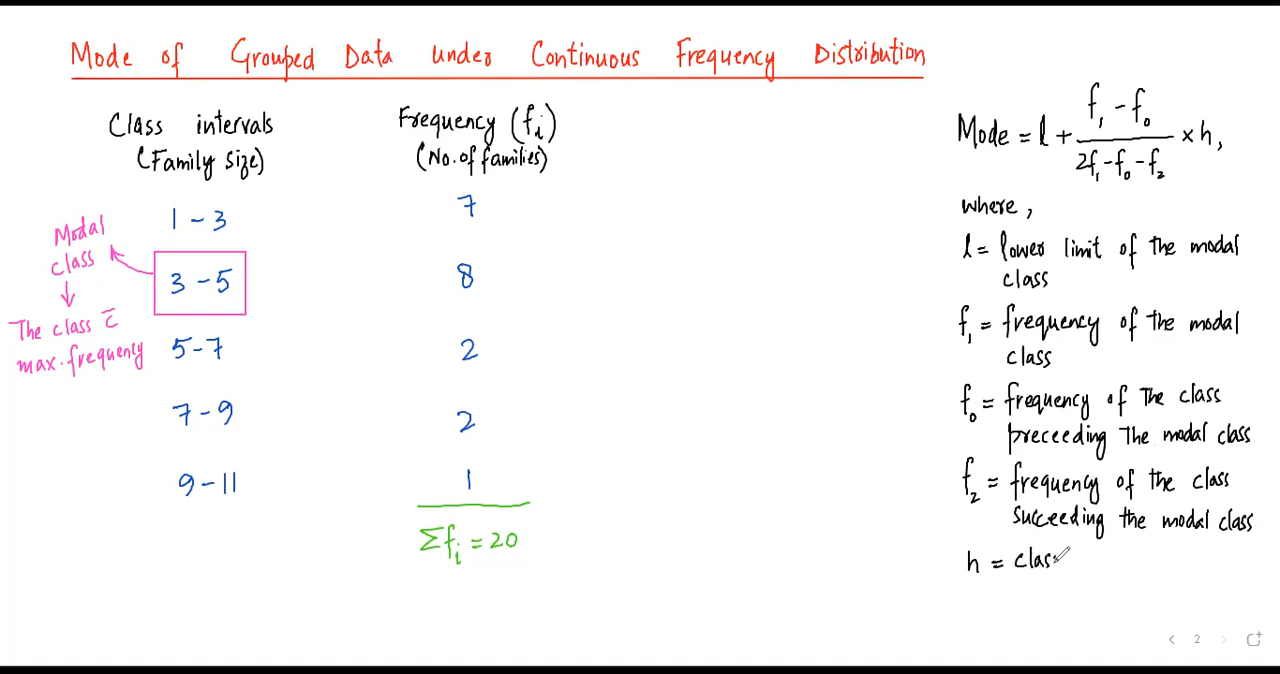 Mode of Grouped Data under Continuous Frequency Distribution
Class intervals
(Family size)
Frequency (fᵢ)
(No. of families)
1 – 3
7
3 – 5
8
5 – 7
2
7 – 9
2
9 – 11
1
Σfᵢ = 20
Modal
class
The class c̄
max. frequency
Mode = l + (f₁ – f₀)/(2f₁ – f₀ – f₂) × h,
where,
l = lower limit of the modal
class
f₁ = frequency of the modal
class
f₀ = frequency of the class
preceeding the modal class
f₂ = frequency of the class
succeeding the modal class
h = clas
2